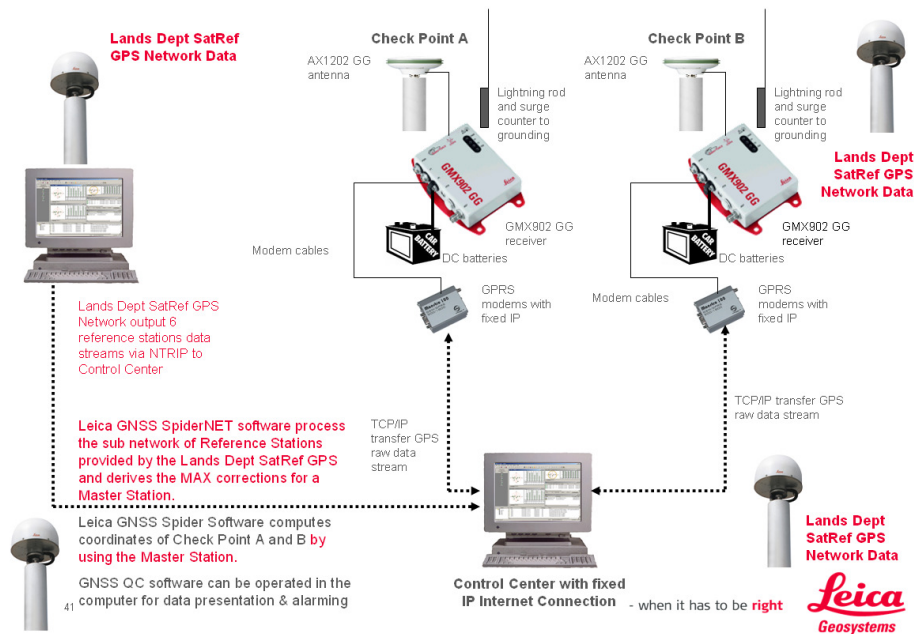 Lands Dept SatRef
GPS Network Data
Check Point A
AX1202 GG
antenna
Lightning rod
and surge
counter to
grounding
GMX902 GG
CAR
BATTERY
GMX902 GG
receiver
DC batteries
Modem cables
GPRS
modems with
fixed IP
Check Point B
AX1202 GG
antenna
Lightning rod
and surge
counter to
grounding
GMX902 GG
CAR
BATTERY
GMX902 GG
receiver
DC batteries
Modem cables
GPRS
modems with
fixed IP
Lands Dept
SatRef GPS
Network Data
Lands Dept SatRef GPS
Network output 6
reference stations data
streams via NTRIP to
Control Center
TCP/IP
transfer GPS
raw data
stream
TCP/IP transfer GPS
raw data stream
Leica GNSS SpiderNET software process
the sub network of Reference Stations
provided by the Lands Dept SatRef GPS
and derives the MAX corrections for a
Master Station.
Leica GNSS Spider Software computes
coordinates of Check Point A and B by
using the Master Station.
GNSS QC software can be operated in the
computer for data presentation & alarming
41
Control Center with fixed
IP Internet Connection
Lands Dept
SatRef GPS
Network Data
- when it has to be right
Leica
Geosystems